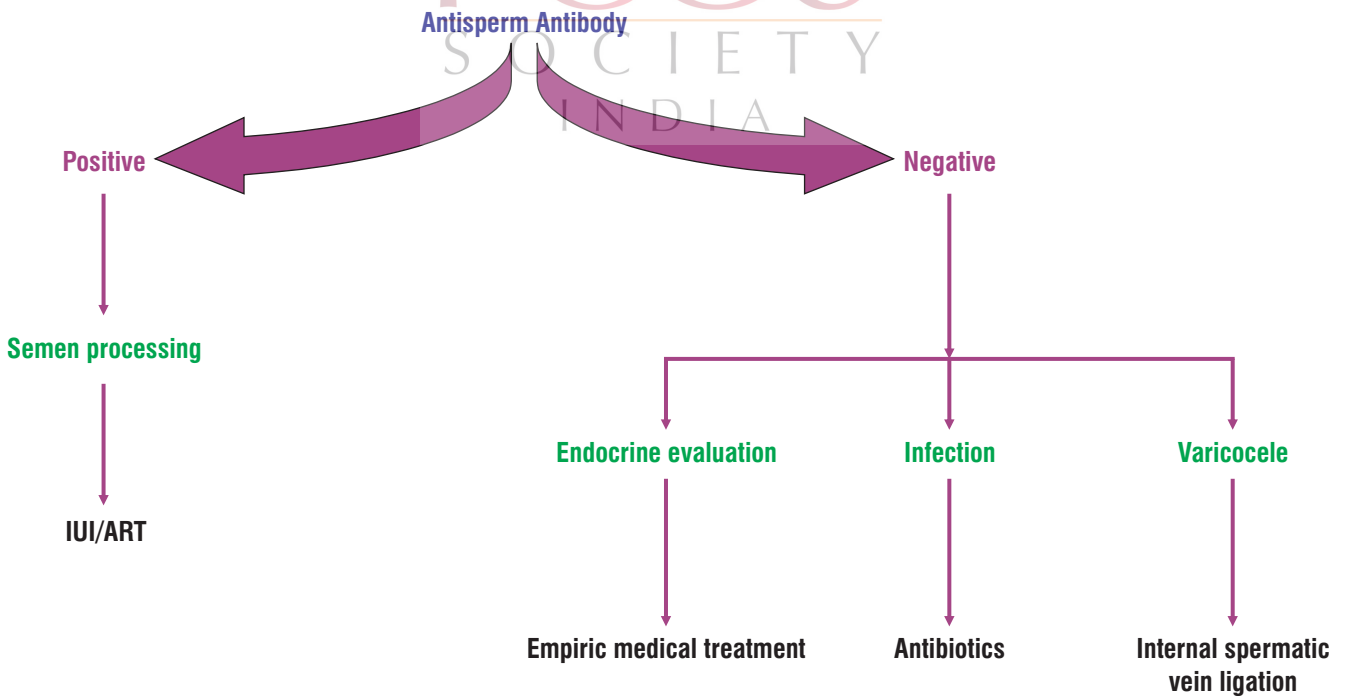 Antisperm Antibody
SOCIETY
INDIA
Positive
Negative
Semen processing
Endocrine evaluation
Infection
Varicocele
IUI/ART
Empiric medical treatment
Antibiotics
Internal spermatic
vein ligation